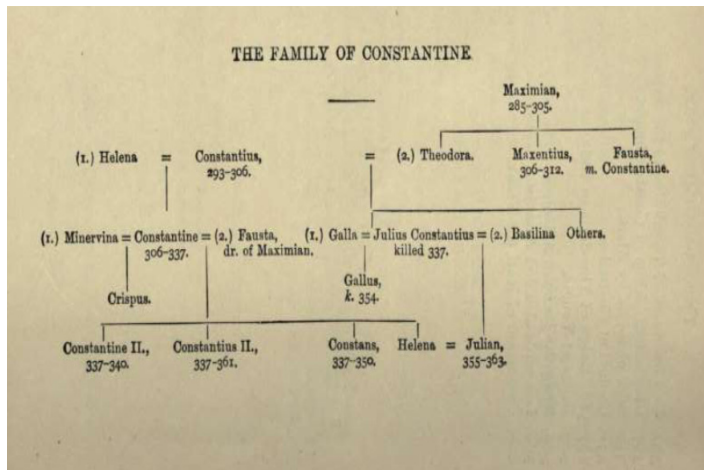 THE FAMILY OF CONSTANTINE
Maximian,
285-305.
(1.) Helena = Constantius, = (2.) Theodora. Maxentius, Fausta,
293-306. 306-312. m. Constantine.
(1.) Minervina = Constantine = (2.) Fausta, (1.) Galla = Julius Constantius = (2.) Basilina Others.
306-337. dr. of Maximian. killed 337.
Gallus,
k. 354.
Crispus.
Constantine II., Constantius II., Constans, Helena = Julian,
337-340. 337-361. 337-350, 355-363.